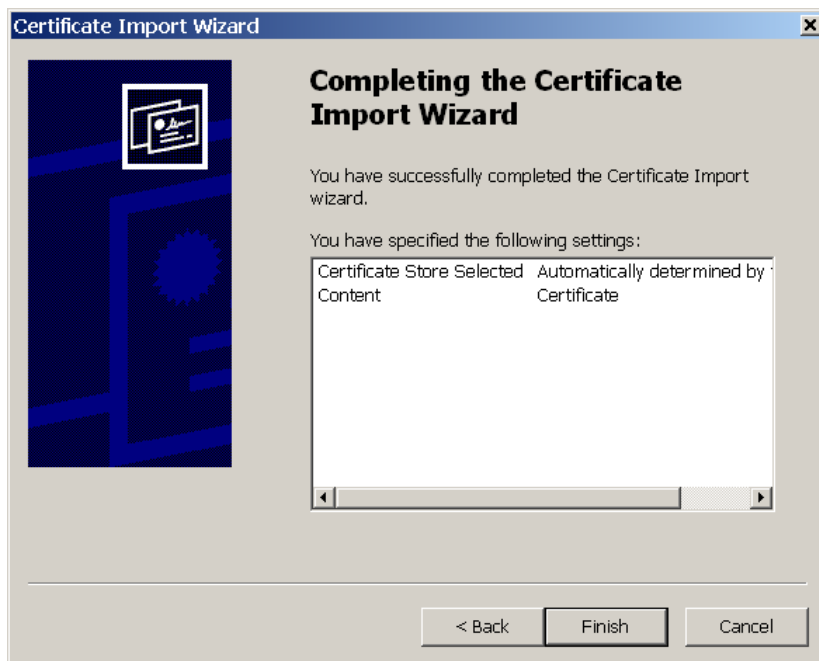 Certificate Import Wizard
Completing the Certificate
Import Wizard
You have successfully completed the Certificate Import
wizard.
You have specified the following settings:
Certificate Store Selected Automatically determined by
Content Certificate
< Back Finish Cancel